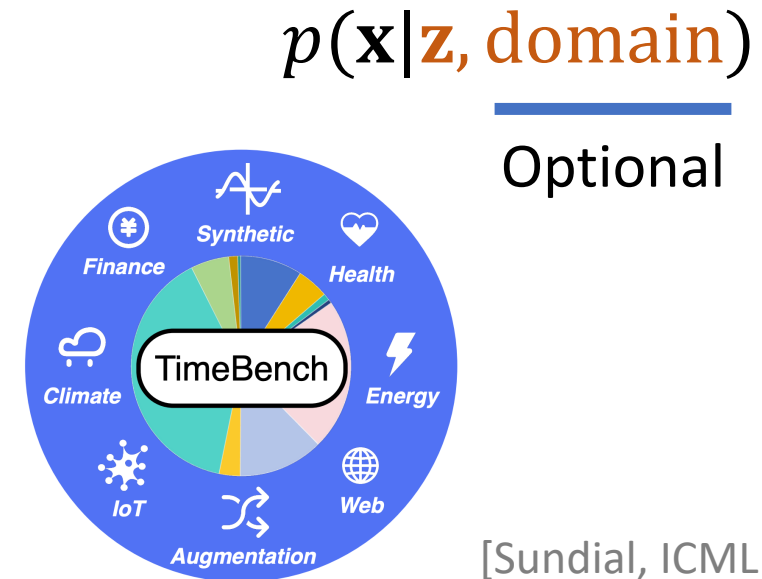 p(x|z, domain)
Optional
Synthetic
Finance
Health
TimeBench
Climate
Energy
IoT
Web
Augmentation
[Sundial, ICML